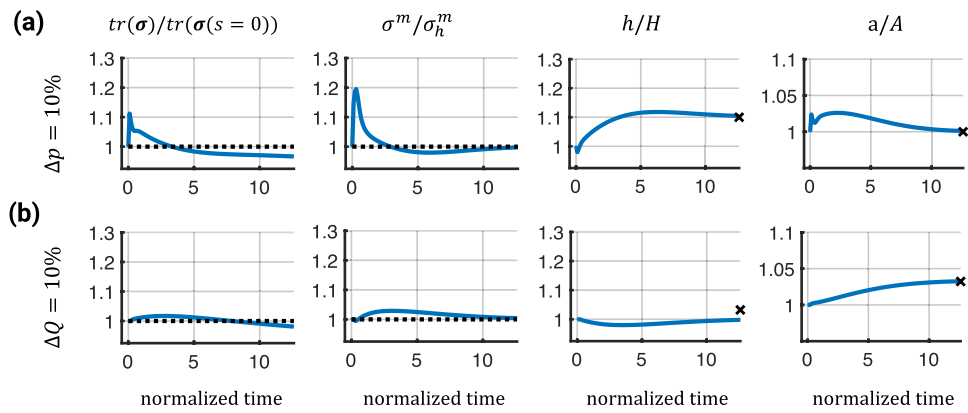 (a) tr(σ)/tr(σ(s = 0)) σᵐ/σₕᵐ h/H a/A
Δp = 10%
1.3 1.3 1.3 1.1
1.2 1.2 1.2 1.05
1.1 1.1 1.1 1
1 1 1
0 5 10 0 5 10 0 5 10 0 5 10
(b)
ΔQ = 10%
1.3 1.3 1.3 1.1
1.2 1.2 1.2 1.05
1.1 1.1 1.1 1
1 1 1
0 5 10 0 5 10 0 5 10 0 5 10
normalized time normalized time normalized time normalized time